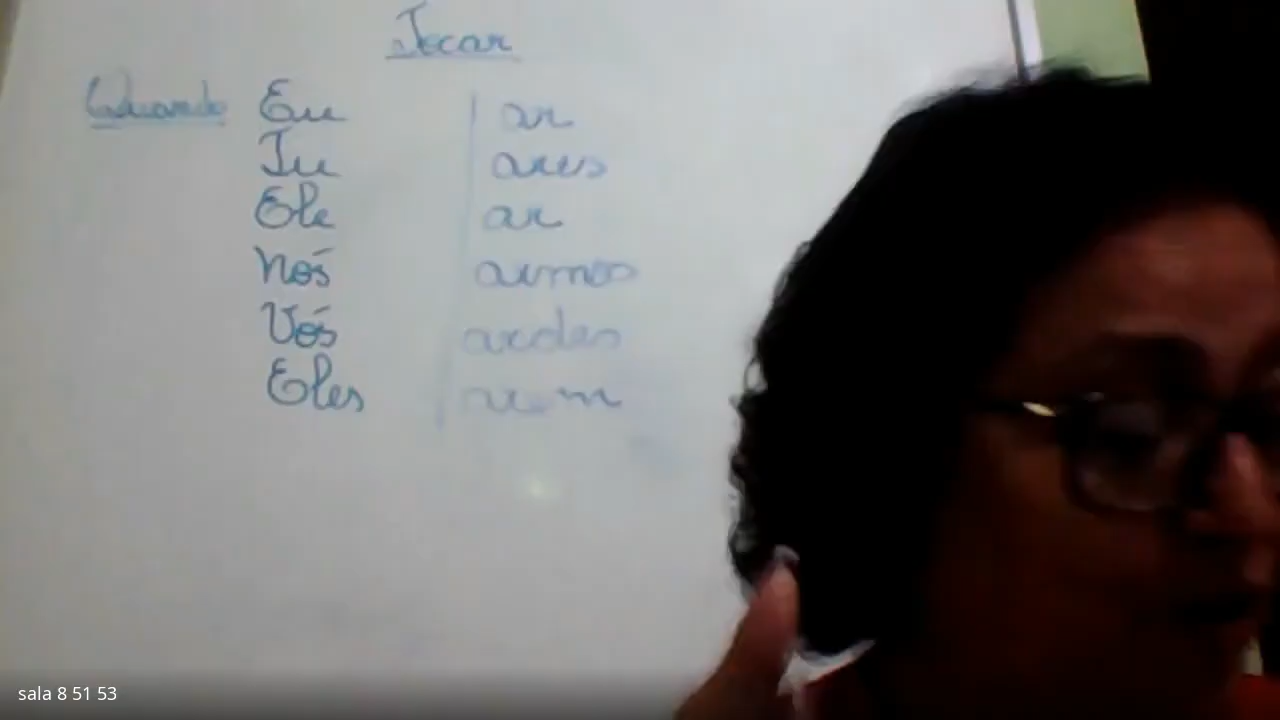 Tocar
Quando Eu ar
Tu ares
Ele ar
Nós armos
Vós ardes
Eles arem
sala 8 51 53